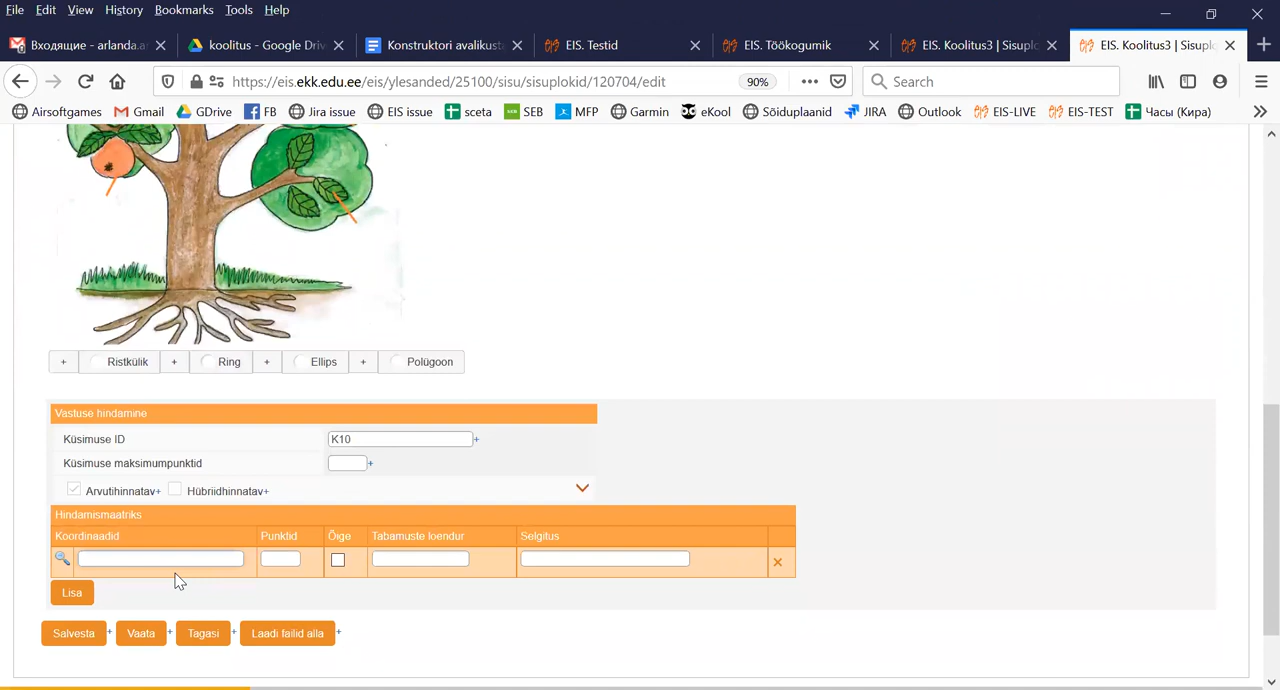 File Edit View History Bookmarks Tools Help
Входящие - arlanda.a koolitus - Google Driv Konstruktori avalikusta EIS. Testid EIS. Töökogumik EIS. Koolitus3 | Sisuplo EIS. Koolitus3 | Sisuplo
https://eis.ekk.edu.ee/eis/ylesanded/25100/sisu/sisuplokid/120704/edit 90% Search
Airsoftgames Gmail GDrive FB Jira issue EIS issue sceta SEB MFP Garmin eKool Sõiduplaanid JIRA Outlook EIS-LIVE EIS-TEST Часы (Кира)
+ Ristkülik + Ring + Ellips + Polügoon
Vastuse hindamine
Küsimuse ID K10 +
Küsimuse maksimumpunktid +
Arvutihinnatav+ Hübriidhinnatav+
Hindamismaatriks
Koordinaadid Punktid Õige Tabamuste loendur Selgitus
Lisa
Salvesta + Vaata + Tagasi + Laadi failid alla +